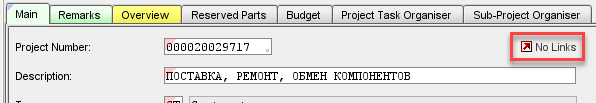 Main Remarks Overview Reserved Parts Budget Project Task Organiser Sub-Project Organiser
Project Number: 000020029717 No Links
Description: ПОСТАВКА, РЕМОНТ, ОБМЕН КОМПОНЕНТОВ